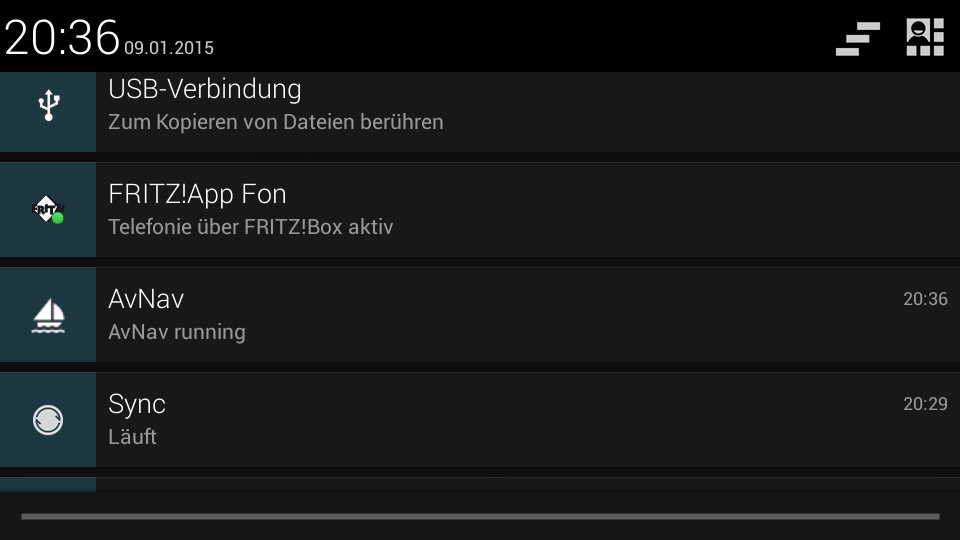 20:36 09.01.2015
USB-Verbindung
Zum Kopieren von Dateien berühren
FRITZ!App Fon
Telefonie über FRITZ!Box aktiv
AvNav 20:36
AvNav running
Sync 20:29
Läuft